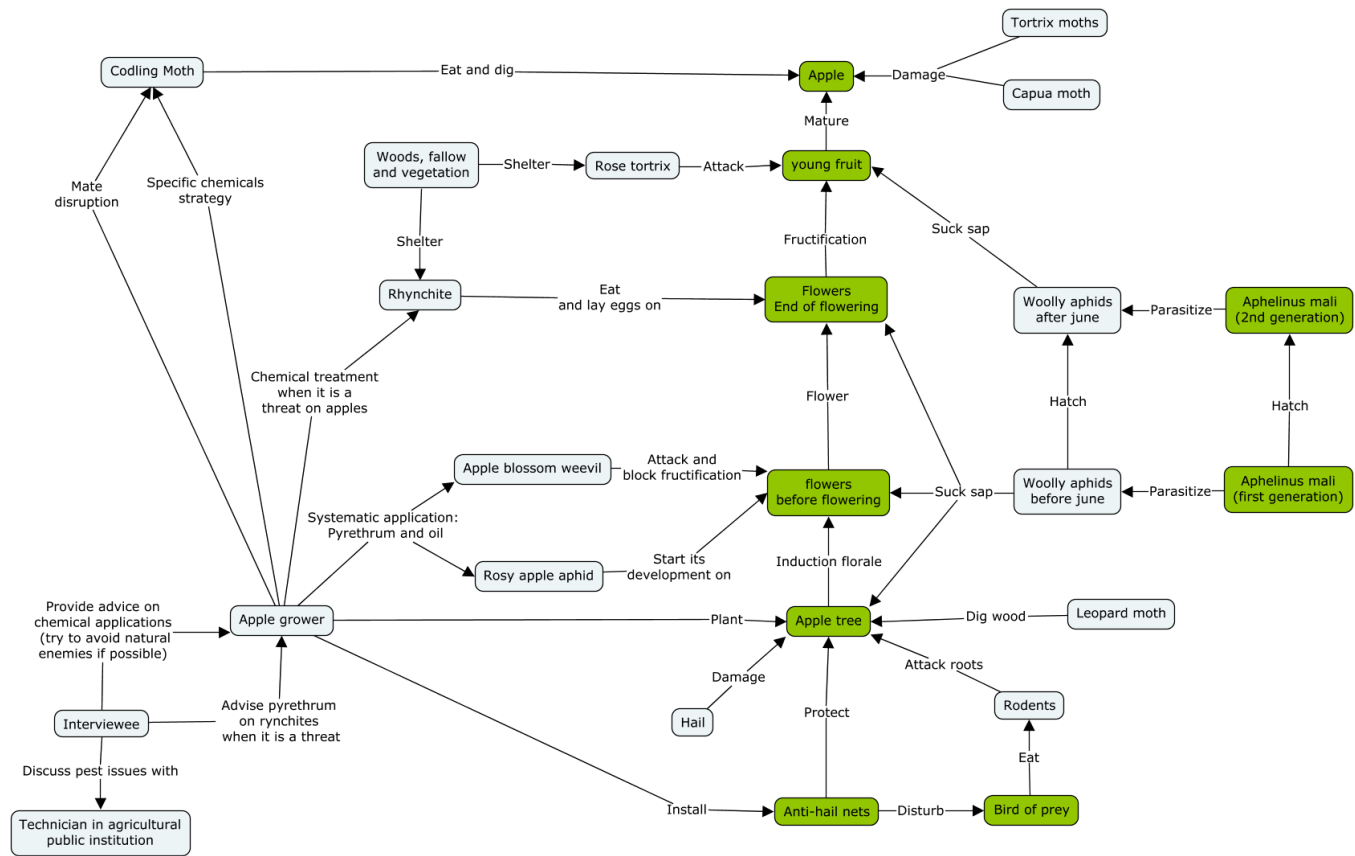 Tortrix moths
Codling Moth
Eat and dig
Apple
Damage
Capua moth
Mature
Woods, fallow
and vegetation
Shelter
Rose tortrix
Attack
young fruit
Mate
disruption
Specific chemicals
strategy
Suck sap
Shelter
Fructification
Rhynchite
Eat
and lay eggs on
Flowers
End of flowering
Woolly aphids
after june
Parasitize
Aphelinus mali
(2nd generation)
Chemical treatment
when it is a
threat on apples
Flower
Hatch
Hatch
Apple blossom weevil
Attack and
block fructification
flowers
before flowering
Suck sap
Woolly aphids
before june
Parasitize
Aphelinus mali
(first generation)
Systematic application:
Pyrethrum and oil
Rosy apple aphid
Start its
development on
Induction florale
Provide advice on
chemical applications
(try to avoid natural
enemies if possible)
Apple grower
Plant
Apple tree
Dig wood
Leopard moth
Damage
Attack roots
Interviewee
Advise pyrethrum
on rynchites
when it is a threat
Hail
Protect
Rodents
Discuss pest issues with
Eat
Technician in agricultural
public institution
Install
Anti-hail nets
Disturb
Bird of prey